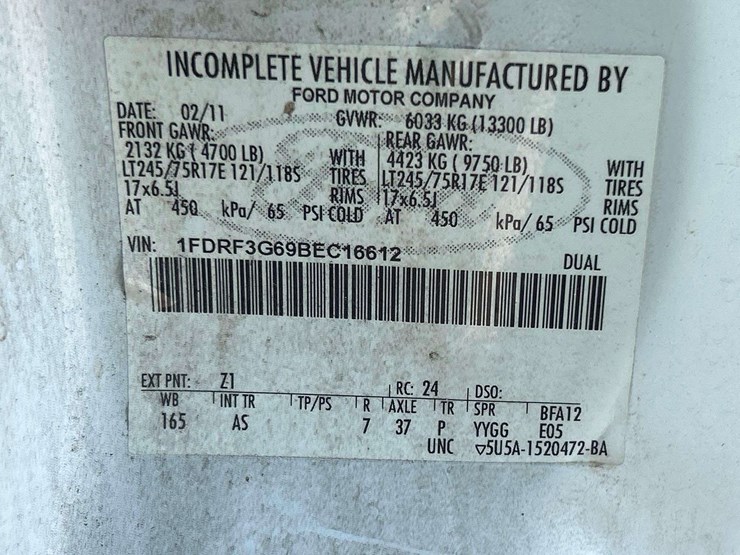 INCOMPLETE VEHICLE MANUFACTURED BY
FORD MOTOR COMPANY
DATE: 02/11 GVWR: 6033 KG (13300 LB)
FRONT GAWR: REAR GAWR:
2132 KG ( 4700 LB) WITH 4423 KG ( 9750 LB) WITH
LT245/75R17E 121/118S TIRES LT245/75R17E 121/118S TIRES
17x6.5J RIMS 17x6.5J RIMS
AT 450 kPa/ 65 PSI COLD AT 450 kPa/ 65 PSI COLD
VIN: 1FDRF3G69BEC16612 DUAL
EXT PNT: Z1 RC: 24 DSO:
WB INT TR TP/PS R AXLE TR SPR BFA12
165 AS 7 37 P YYGG E05
UNC ▽5U5A-1520472-BA